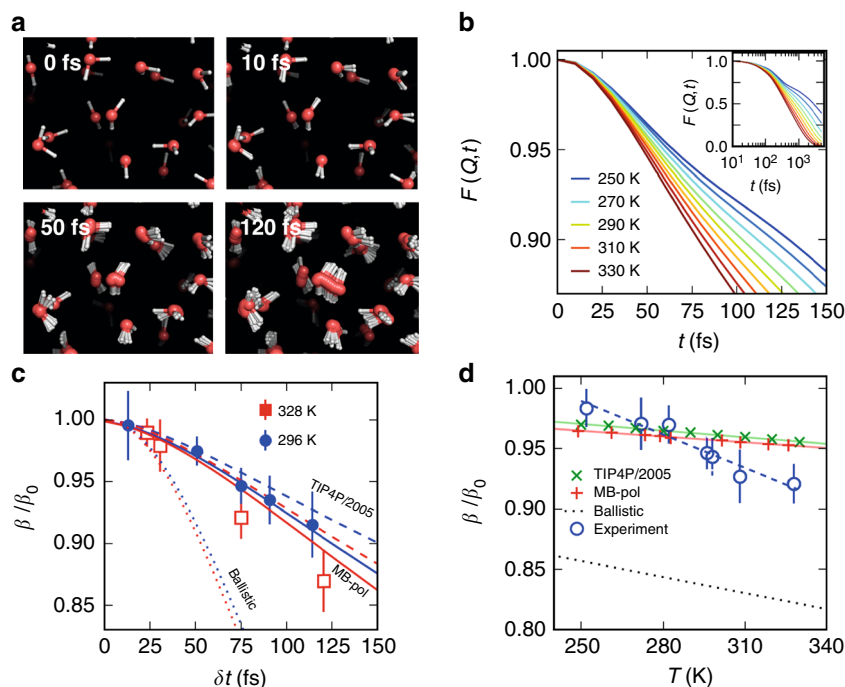 a
0 fs
10 fs
50 fs
120 fs
b
F (Q,t)
1.00
0.95
0.90
0
25
50
75
100
125
150
t (fs)
250 K
270 K
290 K
310 K
330 K
F (Q,t)
1.0
0.75
0.5
0.25
0.0
10¹
10²
10³
t (fs)
c
β /β₀
1.00
0.95
0.90
0.85
0
25
50
75
100
125
150
δt (fs)
328 K
296 K
TIP4P/2005
MB-pol
Ballistic
d
β /β₀
1.00
0.95
0.90
0.85
0.80
250
280
310
340
T (K)
TIP4P/2005
MB-pol
Ballistic
Experiment